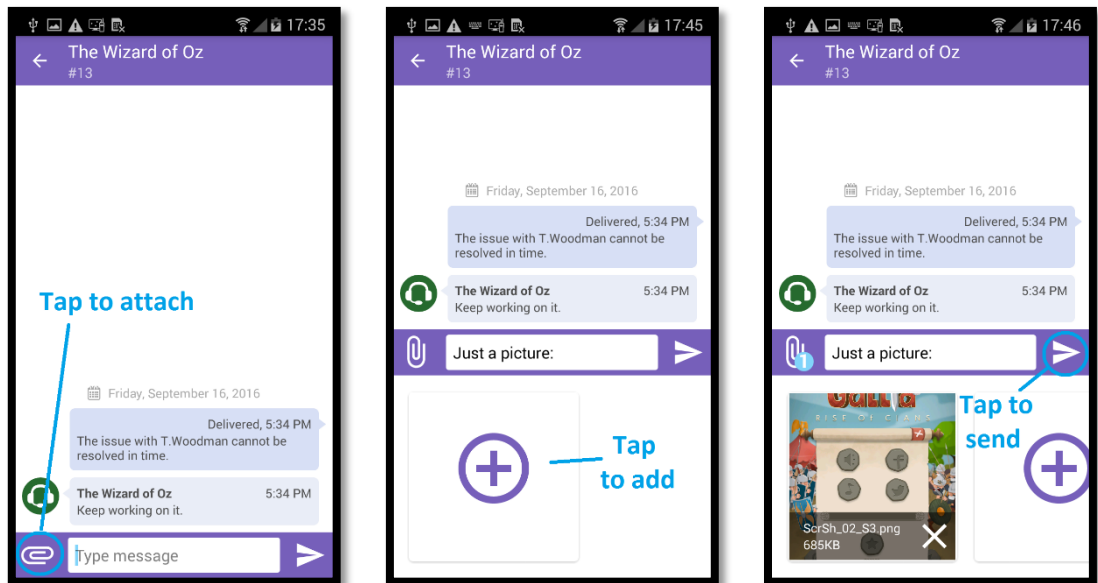 17:35
The Wizard of Oz
#13
Tap to attach
Friday, September 16, 2016
Delivered, 5:34 PM
The issue with T.Woodman cannot be
resolved in time.
The Wizard of Oz 5:34 PM
Keep working on it.
Type message
17:45
The Wizard of Oz
#13
Friday, September 16, 2016
Delivered, 5:34 PM
The issue with T.Woodman cannot be
resolved in time.
The Wizard of Oz 5:34 PM
Keep working on it.
Just a picture:
Tap
to add
17:46
The Wizard of Oz
#13
Friday, September 16, 2016
Delivered, 5:34 PM
The issue with T.Woodman cannot be
resolved in time.
The Wizard of Oz 5:34 PM
Keep working on it.
1
Just a picture:
Tap to
send
RISE OF CLANS
ScrSh_02_S3.png
685KB